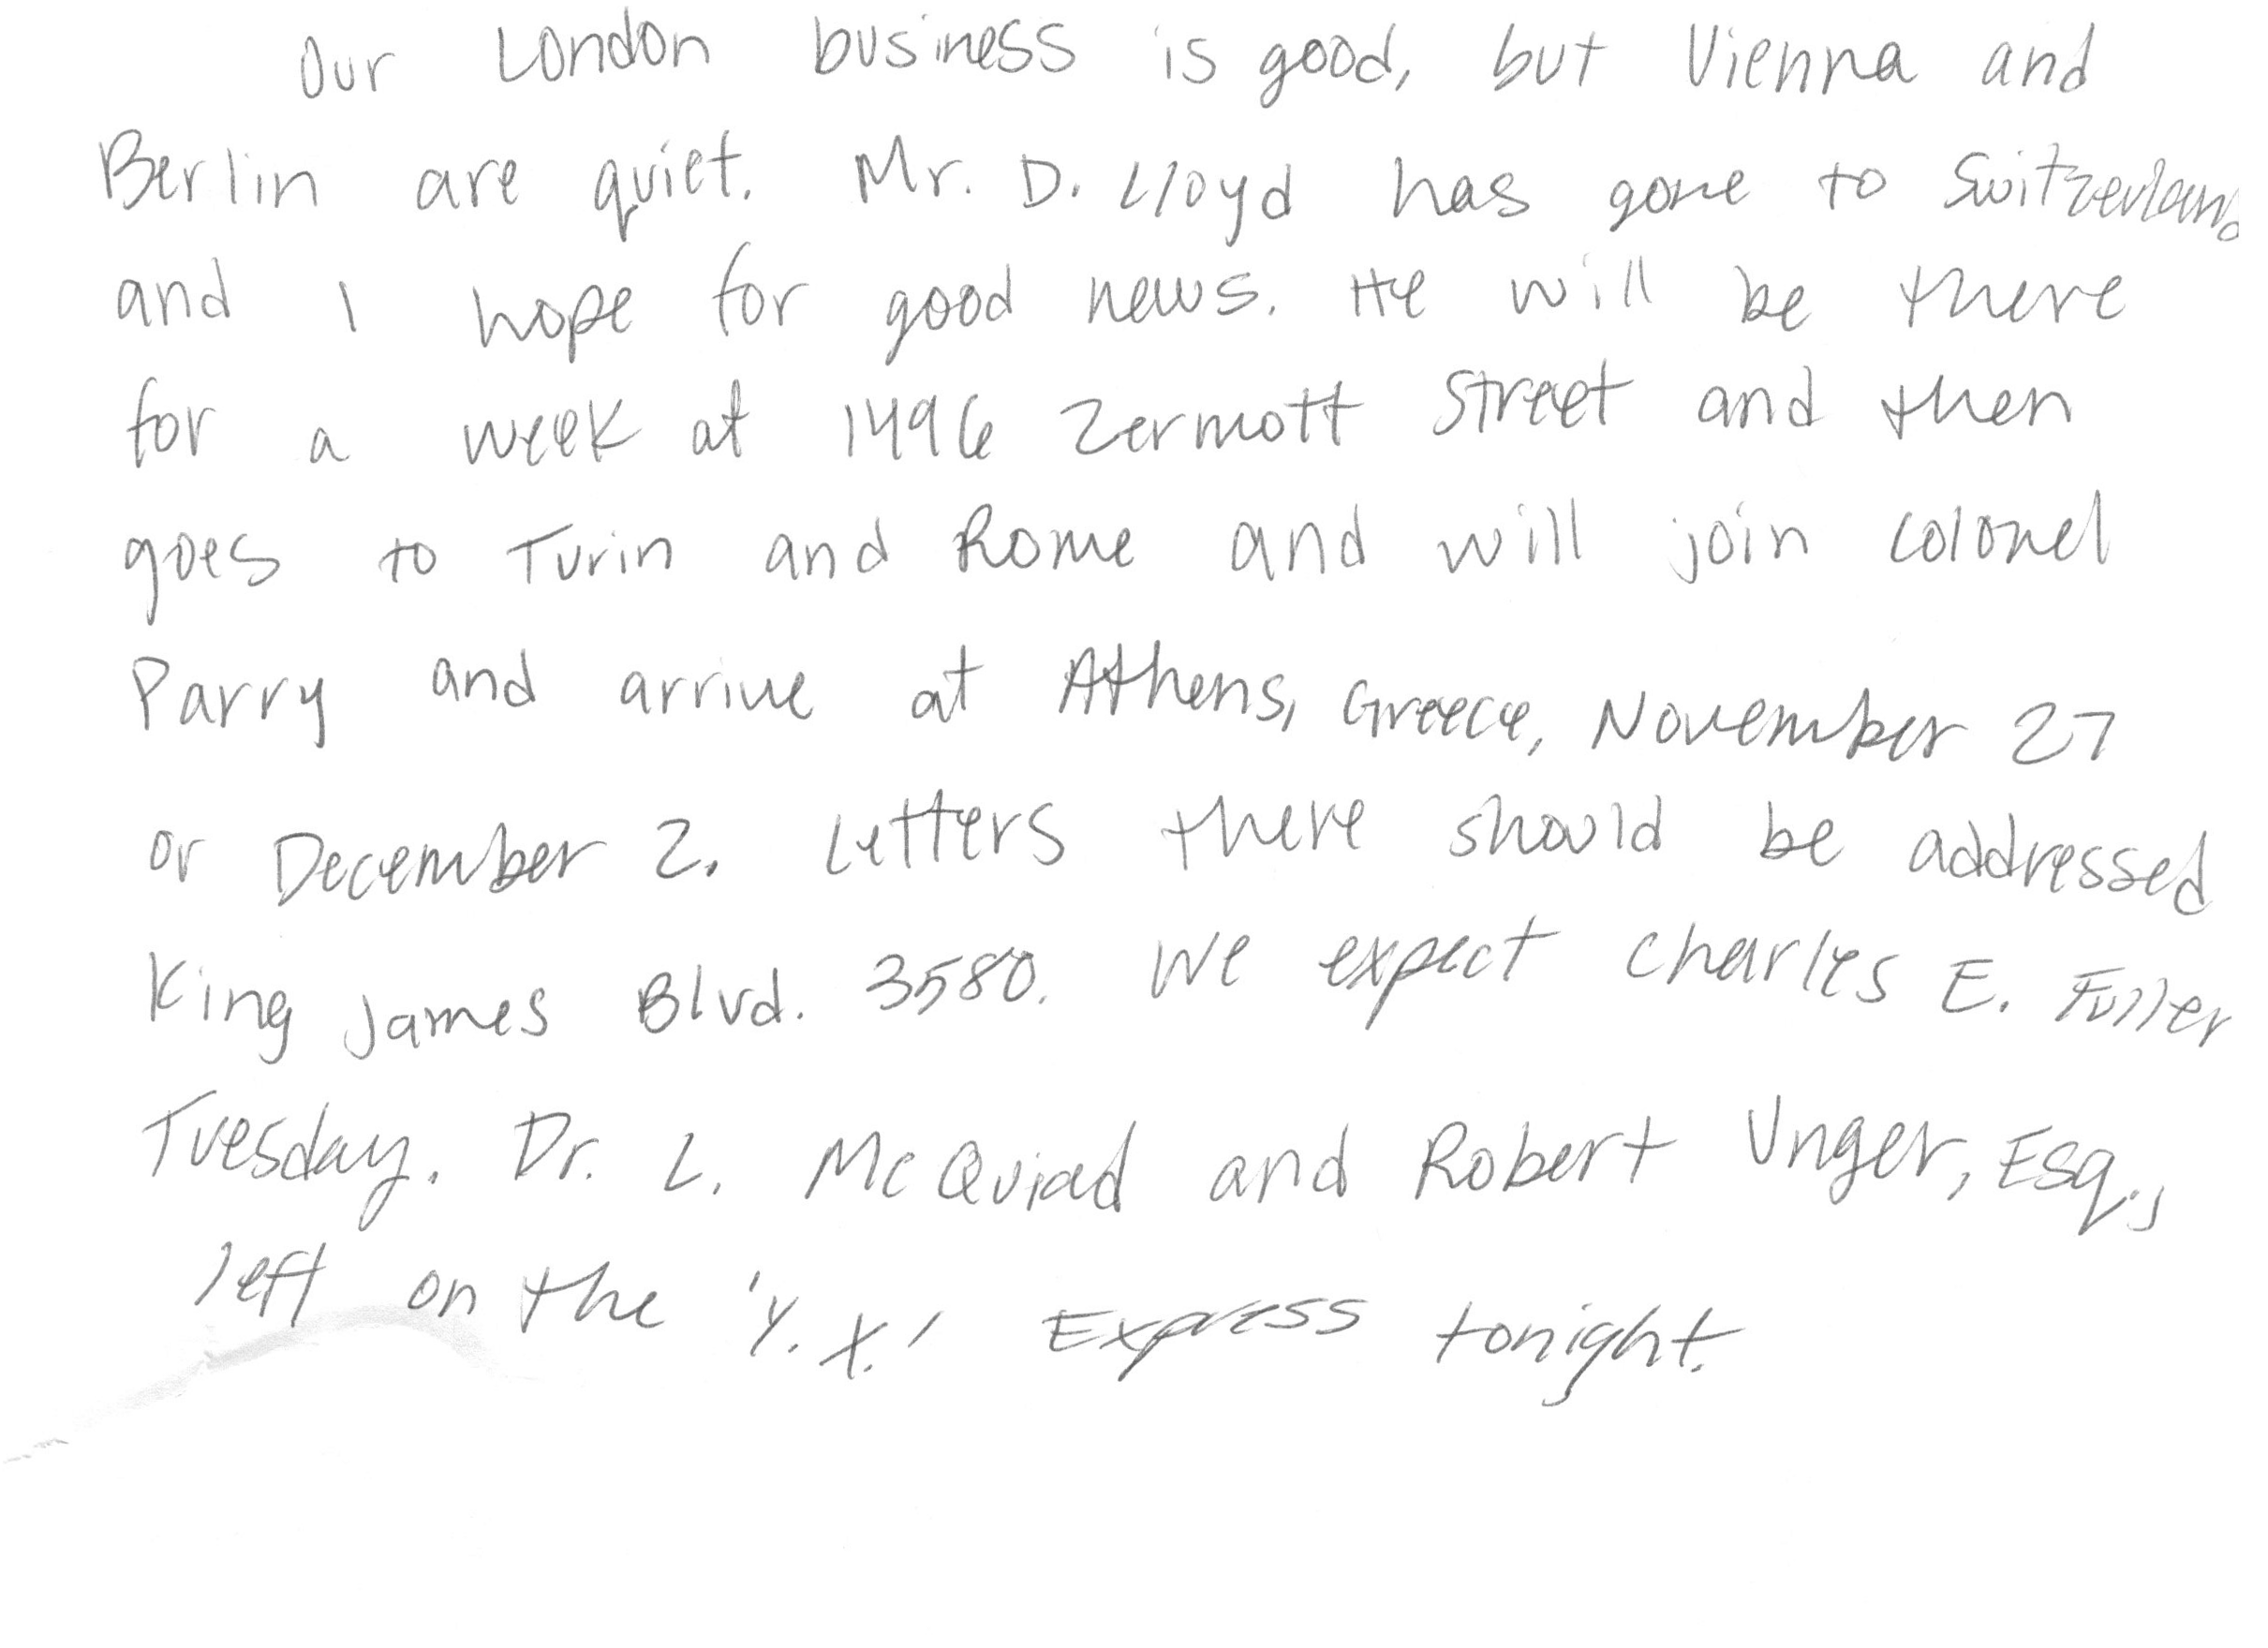 Our London business is good, but Vienna and
Berlin are quiet. Mr. D. Lloyd has gone to Switzerland
and I hope for good news. He will be there
for a week at 1496 Zermott Street and then
goes to Turin and Rome and will join Colonel
Parry and arrive at Athens, Greece, November 27
or December 2. Letters there should be addressed
King James Blvd. 3580. We expect Charles E. Fuller
Tuesday. Dr. L. McQuiad and Robert Unger, Esq.,
left on the 'Y. X.' Express tonight.